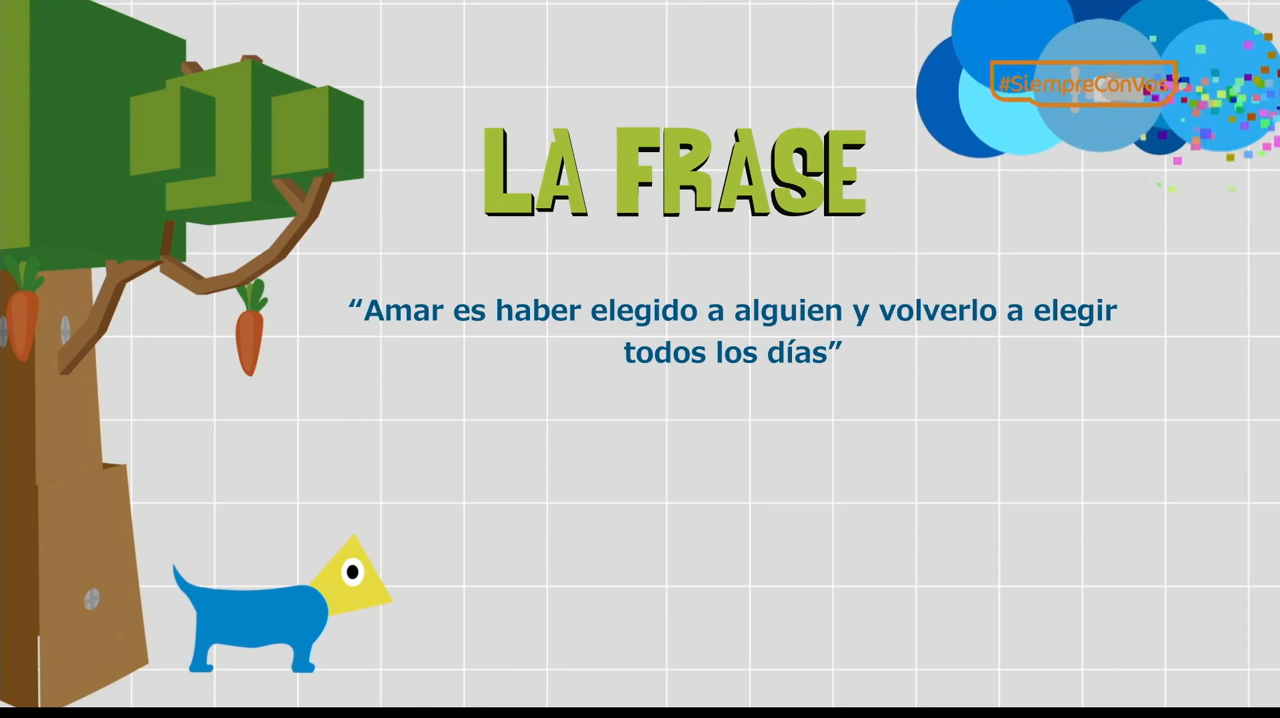 #SiempreConVos
LA FRASE
“Amar es haber elegido a alguien y volverlo a elegir
todos los días”